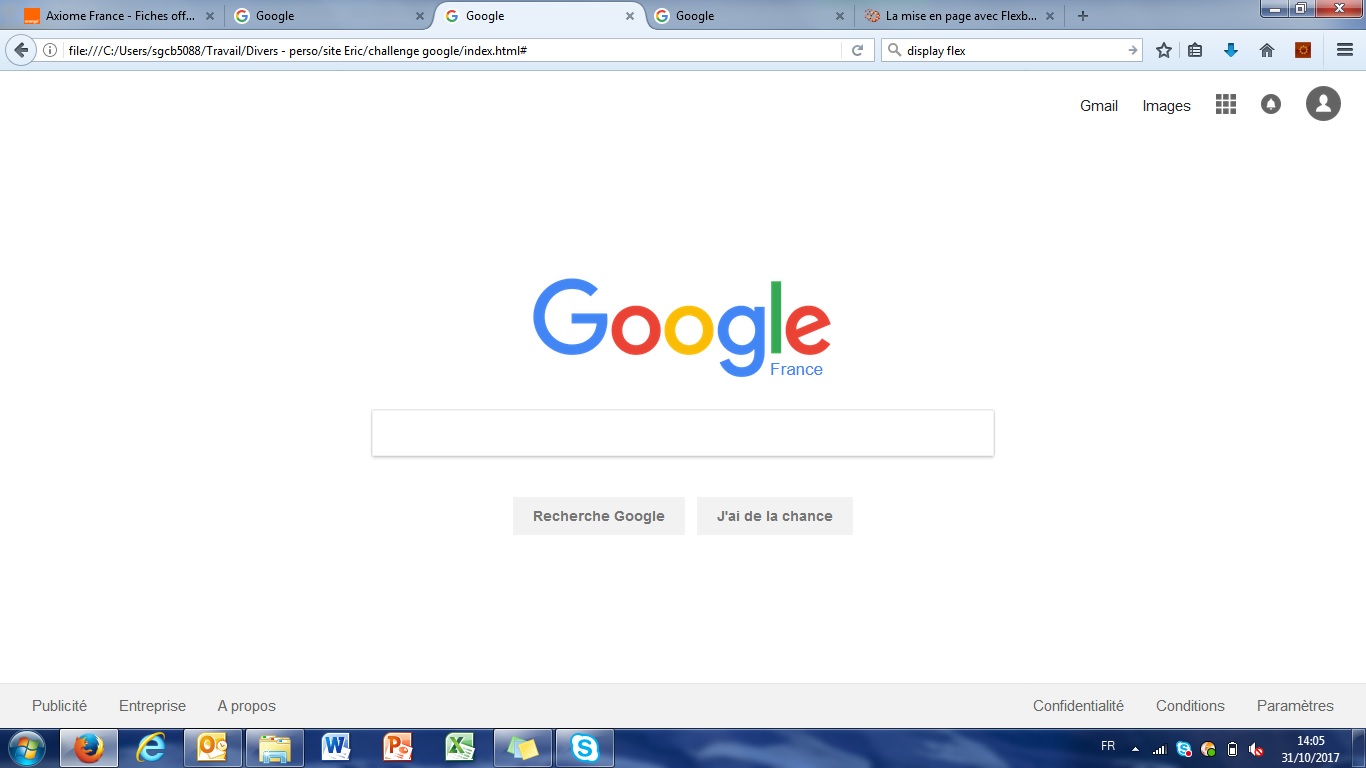 Axiome France - Fiches off...
Google
Google
Google
La mise en page avec Flexb...
file:///C:/Users/sgcb5088/Travail/Divers - perso/site Eric/challenge google/index.html#
display flex
Gmail
Images
Google
France
Recherche Google
J'ai de la chance
Publicité
Entreprise
A propos
Confidentialité
Conditions
Paramètres
FR
14:05
31/10/2017